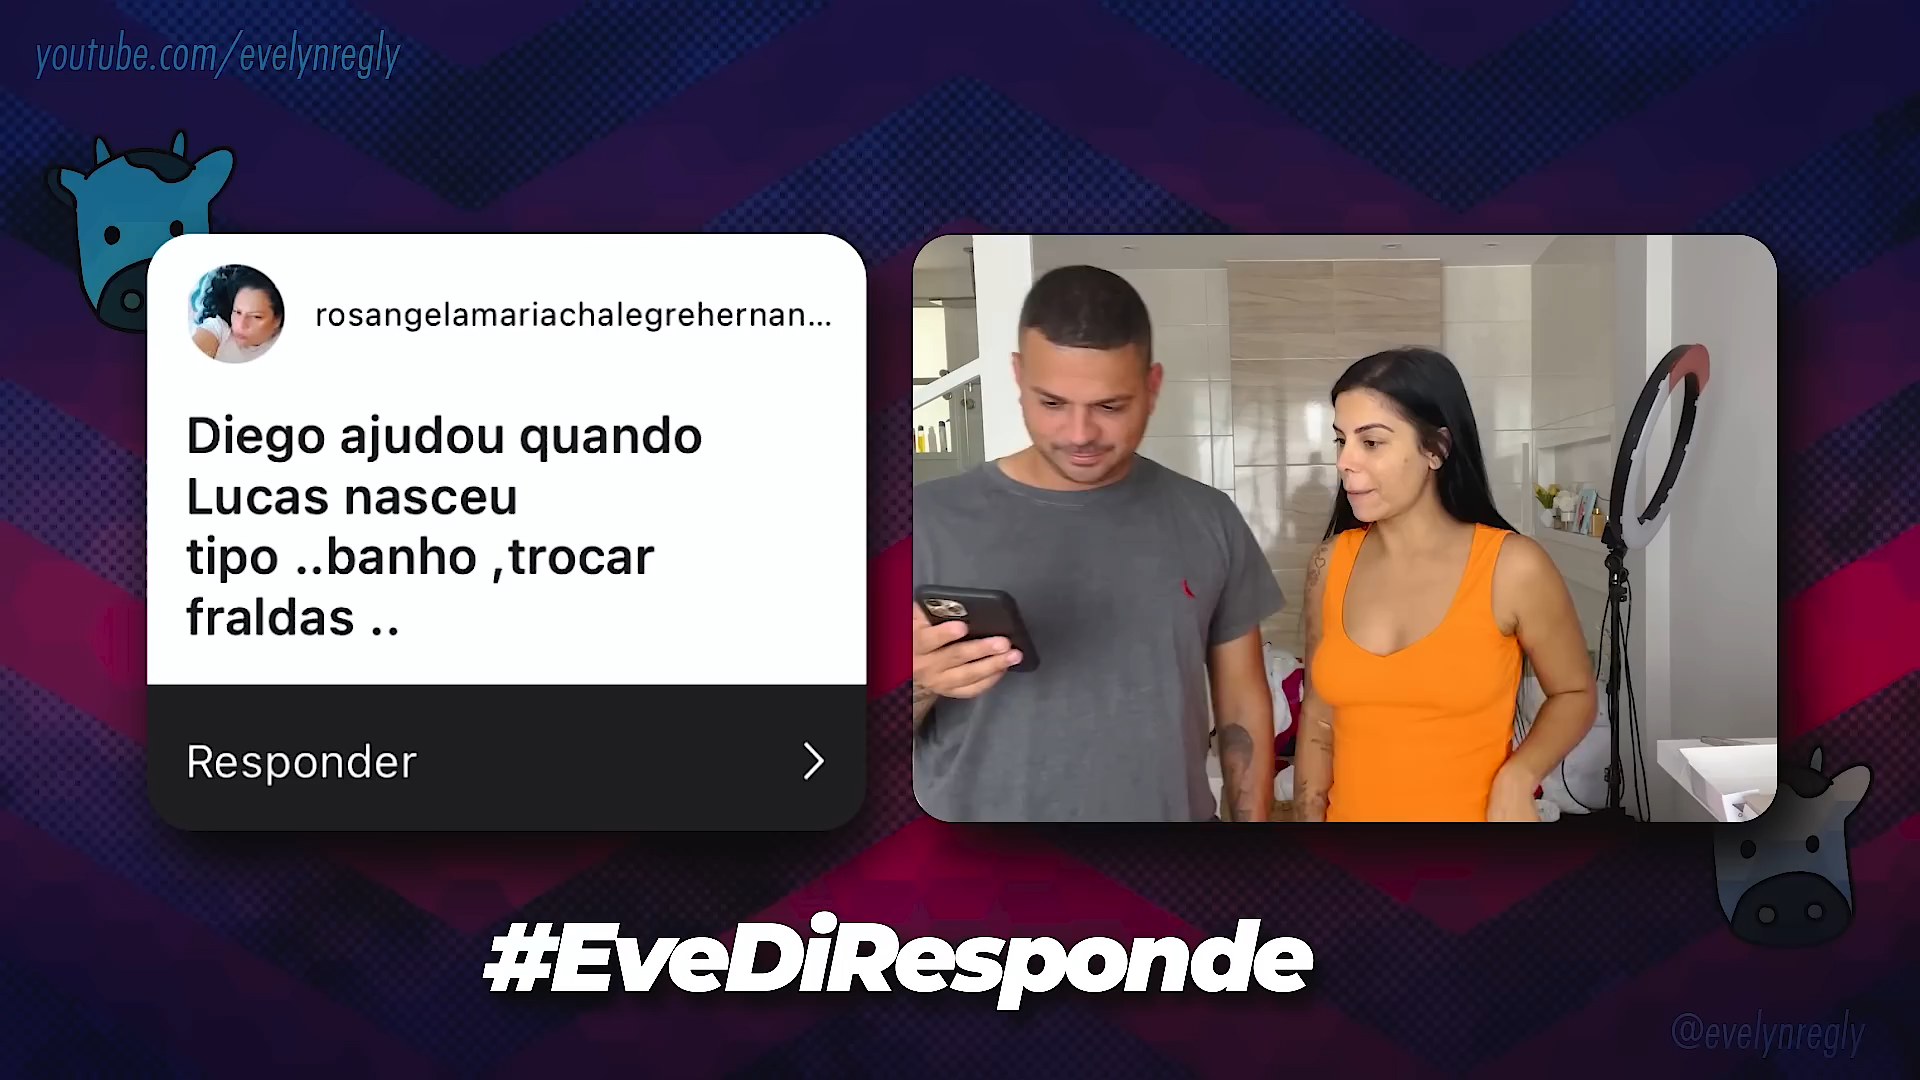 youtube.com/evelynregly
rosangelamariachalegrehernan...
Diego ajudou quando
Lucas nasceu
tipo ..banho ,trocar
fraldas ..
Responder
#EveDiResponde
@evelynregly